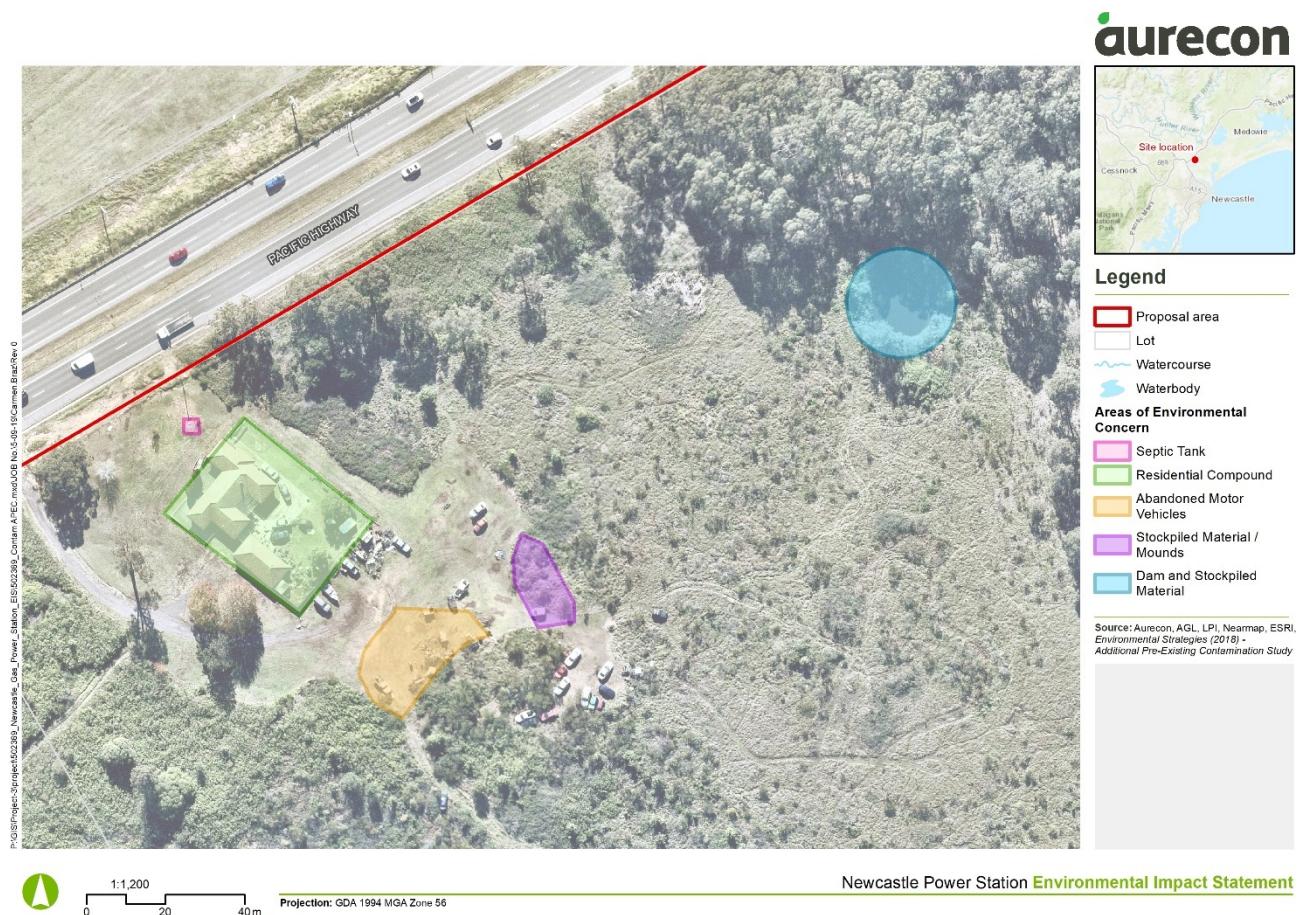 aurecon
Site location
Hunter River
Medowie
Cessnock
Newcastle
A15
Pacific Mwy
PACIFIC HIGHWAY
Legend
Proposal area
Lot
Watercourse
Waterbody
Areas of Environmental
Concern
Septic Tank
Residential Compound
Abandoned Motor
Vehicles
Stockpiled Material /
Mounds
Dam and Stockpiled
Material
Source: Aurecon, AGL, LPI, Nearmap, ESRI,
Environmental Strategies (2018) -
Additional Pre-Existing Contamination Study
1:1,200
0 20 40 m
Newcastle Power Station Environmental Impact Statement
Projection: GDA 1994 MGA Zone 56